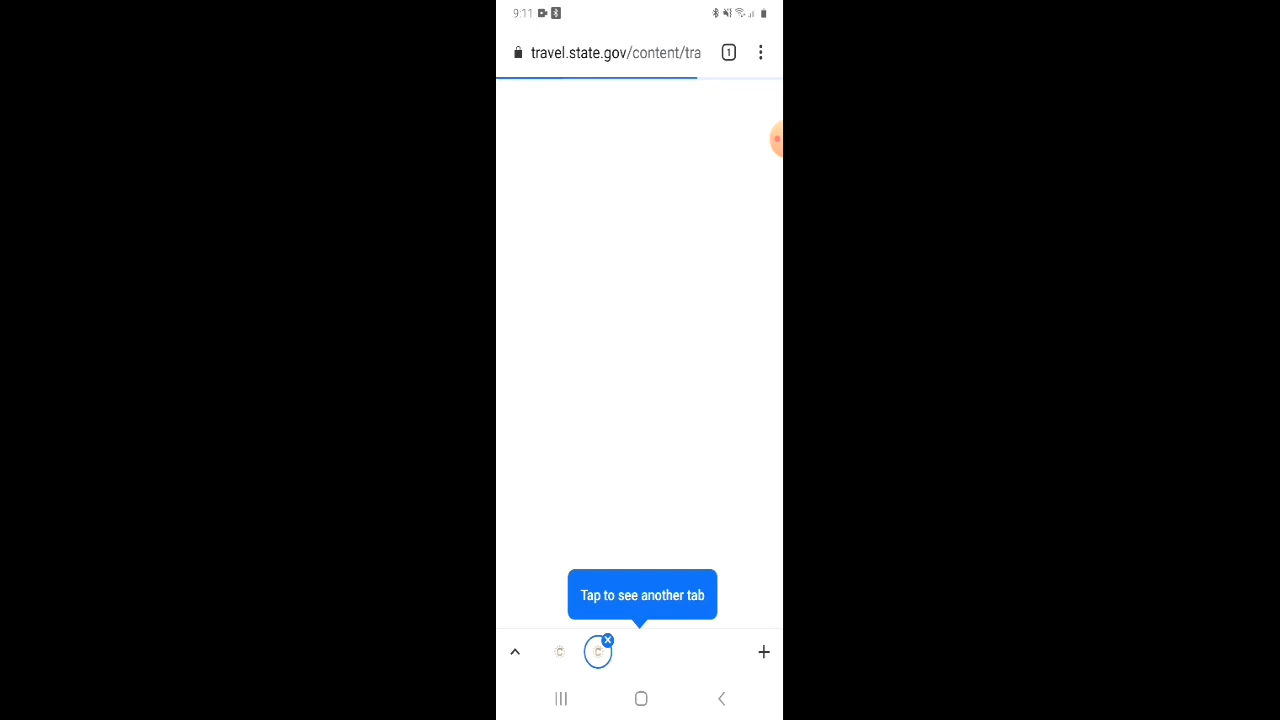 9:11
travel.state.gov/content/tra
1
Tap to see another tab
C C